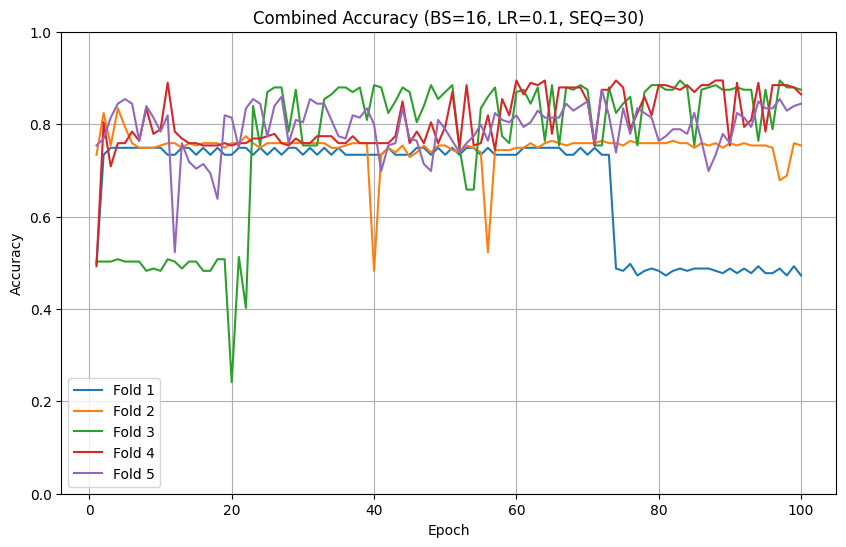 Combined Accuracy (BS=16, LR=0.1, SEQ=30)
1.0
0.8
0.6
0.4
0.2
0.0
Accuracy
Fold 1
Fold 2
Fold 3
Fold 4
Fold 5
0 20 40 60 80 100
Epoch